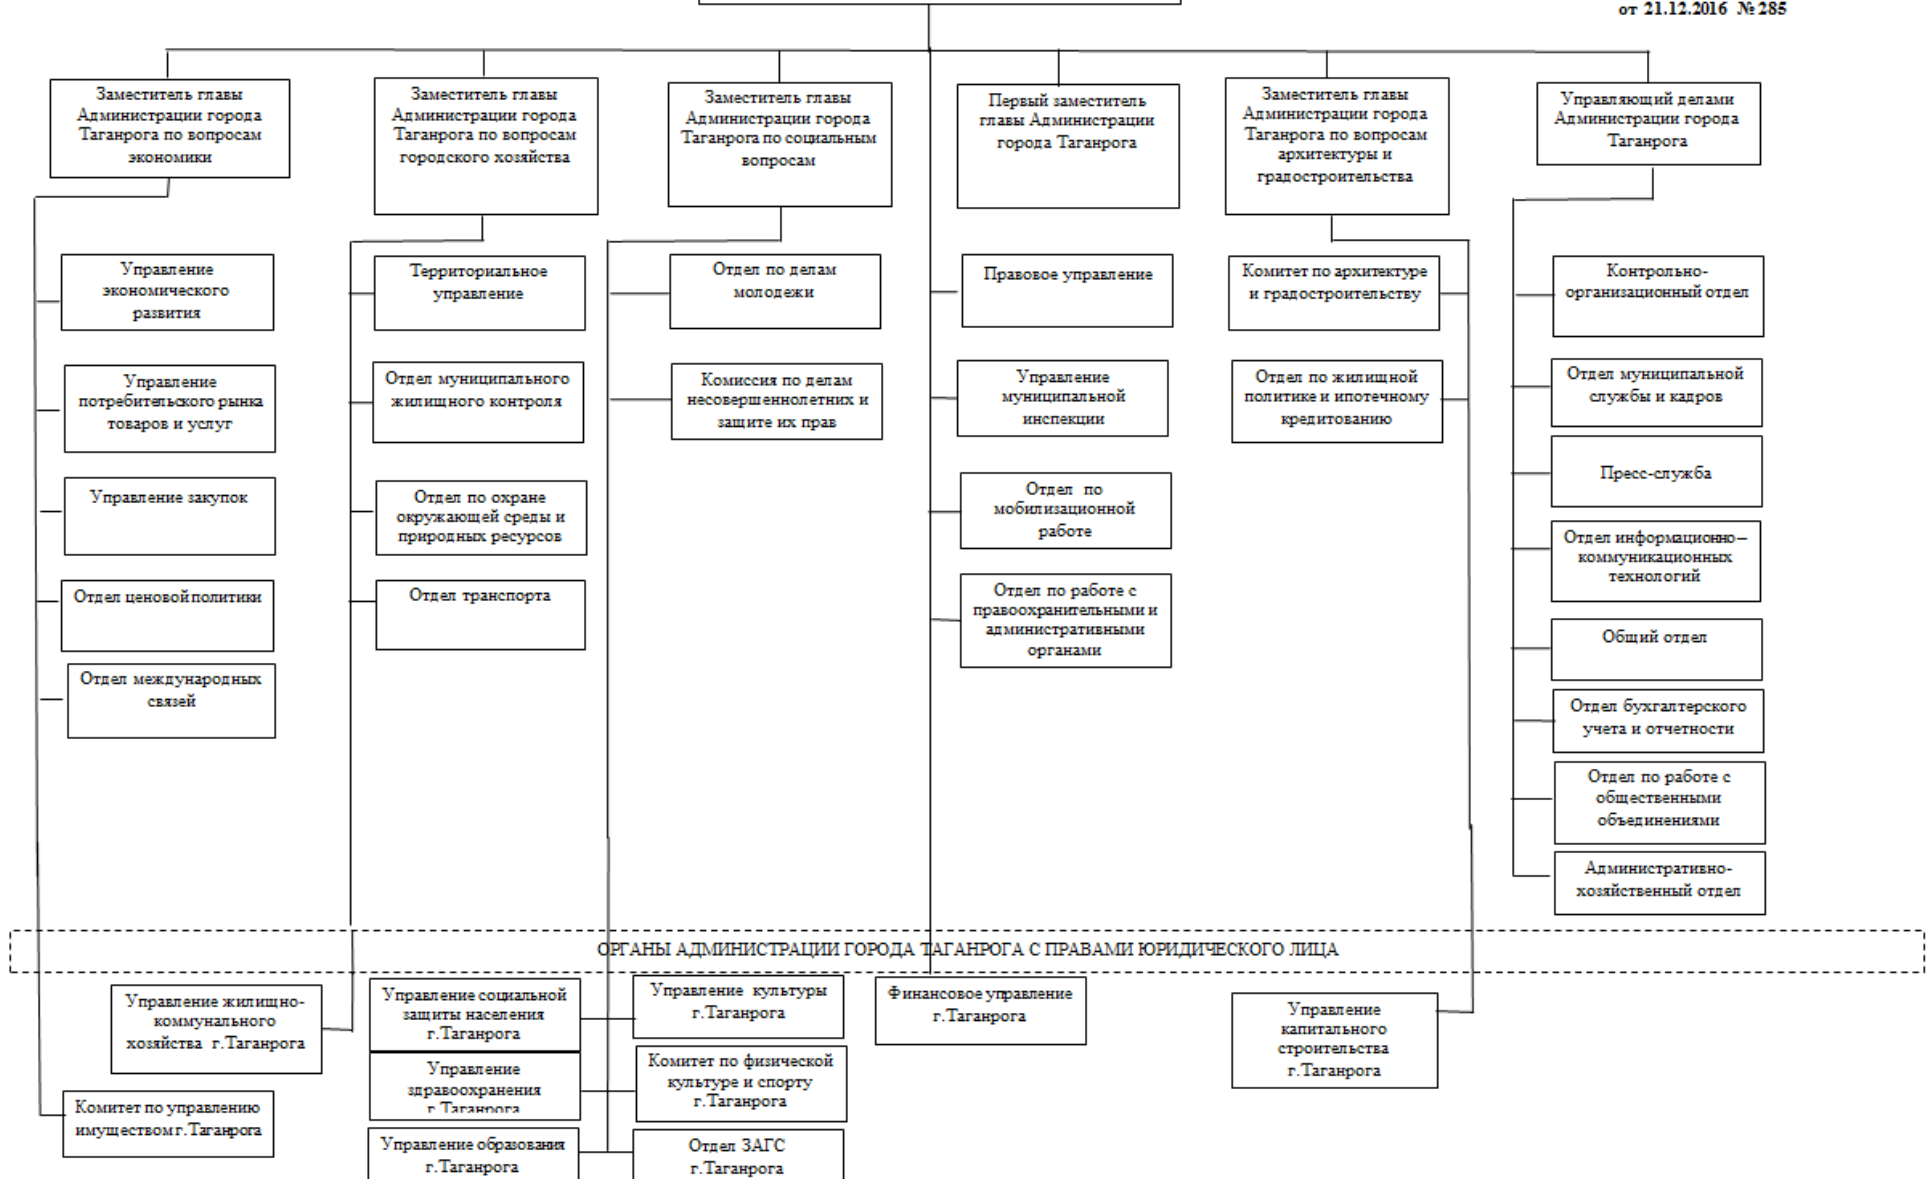 от 21.12.2016 № 285
Заместитель главы
Администрации города
Таганрога по вопросам
экономики
Заместитель главы
Администрации города
Таганрога по вопросам
городского хозяйства
Заместитель главы
Администрации города
Таганрога по социальным
вопросам
Первый заместитель
главы Администрации
города Таганрога
Заместитель главы
Администрации города
Таганрога по вопросам
архитектуры и
градостроительства
Управляющий делами
Администрации города
Таганрога
Управление
экономического
развития
Управление
потребительского рынка
товаров и услуг
Управление закупок
Отдел ценовой политики
Отдел международных
связей
Территориальное
управление
Отдел муниципального
жилищного контроля
Отдел по охране
окружающей среды и
природных ресурсов
Отдел транспорта
Отдел по делам
молодежи
Комиссия по делам
несовершеннолетних и
защите их прав
Правовое управление
Управление
муниципальной
инспекции
Отдел по
мобилизационной
работе
Отдел по работе с
правоохранительными и
административными
органами
Комитет по архитектуре
и градостроительству
Отдел по жилищной
политике и ипотечному
кредитованию
Контрольно-
организационный отдел
Отдел муниципальной
службы и кадров
Пресс-служба
Отдел информационно–
коммуникационных
технологий
Общий отдел
Отдел бухгалтерского
учета и отчетности
Отдел по работе с
общественными
объединениями
Административно-
хозяйственный отдел
ОРГАНЫ АДМИНИСТРАЦИИ ГОРОДА ТАГАНРОГА С ПРАВАМИ ЮРИДИЧЕСКОГО ЛИЦА
Управление жилищно-
коммунального
хозяйства г.Таганрога
Комитет по управлению
имуществом г.Таганрога
Управление социальной
защиты населения
г.Таганрога
Управление
здравоохранения
г.Таганрога
Управление образования
г.Таганрога
Управление культуры
г.Таганрога
Комитет по физической
культуре и спорту
г.Таганрога
Отдел ЗАГС
г.Таганрога
Финансовое управление
г.Таганрога
Управление
капитального
строительства
г.Таганрога